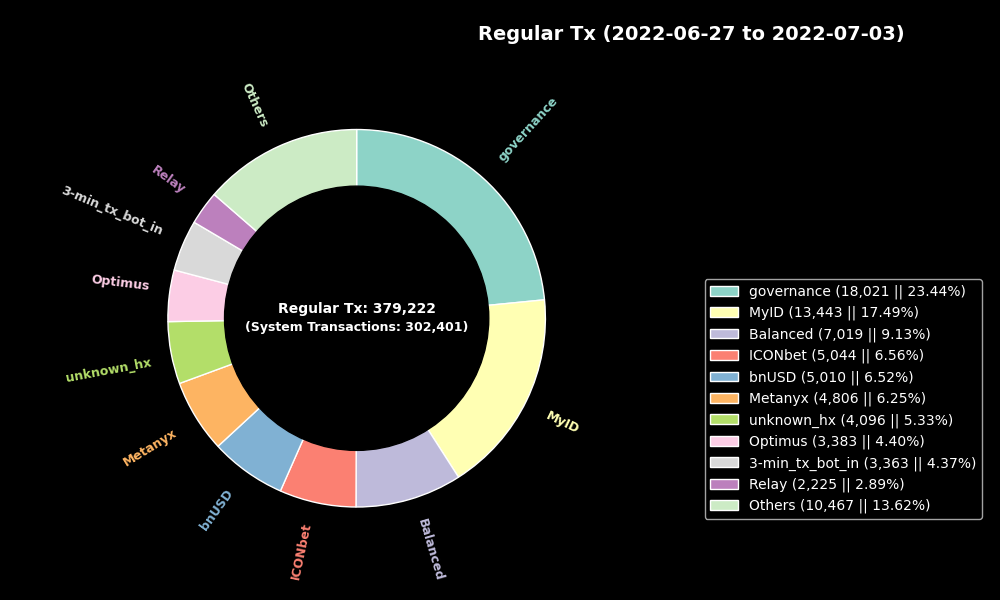 Regular Tx (2022-06-27 to 2022-07-03)
governance
MyID
Balanced
ICONbet
bnUSD
Metanyx
unknown_hx
Optimus
3-min_tx_bot_in
Relay
Others
Regular Tx: 379,222
(System Transactions: 302,401)
governance (18,021 || 23.44%)
MyID (13,443 || 17.49%)
Balanced (7,019 || 9.13%)
ICONbet (5,044 || 6.56%)
bnUSD (5,010 || 6.52%)
Metanyx (4,806 || 6.25%)
unknown_hx (4,096 || 5.33%)
Optimus (3,383 || 4.40%)
3-min_tx_bot_in (3,363 || 4.37%)
Relay (2,225 || 2.89%)
Others (10,467 || 13.62%)